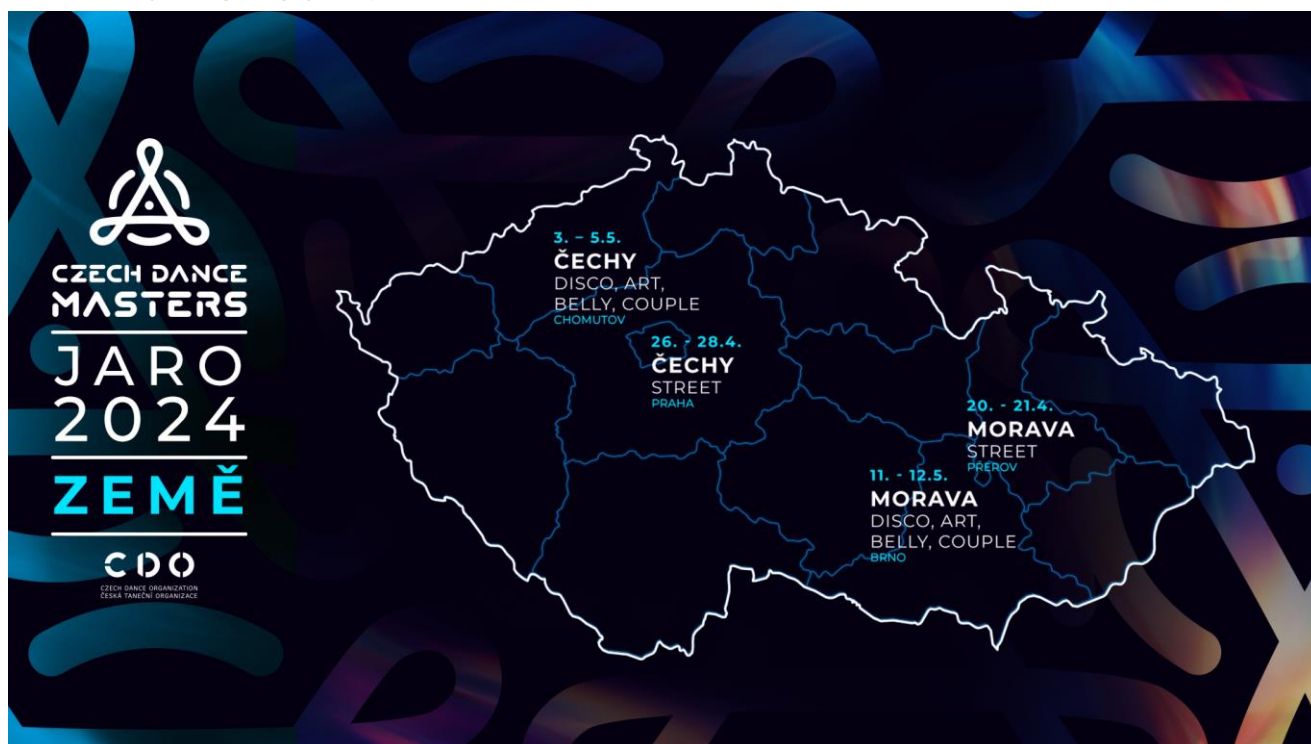 CZECH DANCE
MASTERS
JARO
2024
ZEMĚ
CDO
CZECH DANCE ORGANIZATION
ČESKÁ TANEČNÍ ORGANIZACE
3. – 5.5.
ČECHY
DISCO, ART,
BELLY, COUPLE
CHOMUTOV
26. - 28.4.
ČECHY
STREET
PRAHA
20. - 21.4.
MORAVA
STREET
PŘEROV
11. - 12.5.
MORAVA
DISCO, ART,
BELLY, COUPLE
BRNO